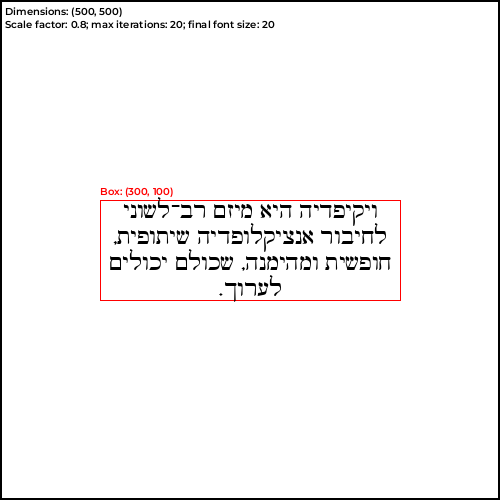 Dimensions: (500, 500)
Scale factor: 0.8; max iterations: 20; final font size: 20
Box: (300, 100)
ויקיפדיה היא מיזם רב־לשוני
לחיבור אנציקלופדיה שיתופית,
חופשית ומהימנה, שכולם יכולים
לערוך.